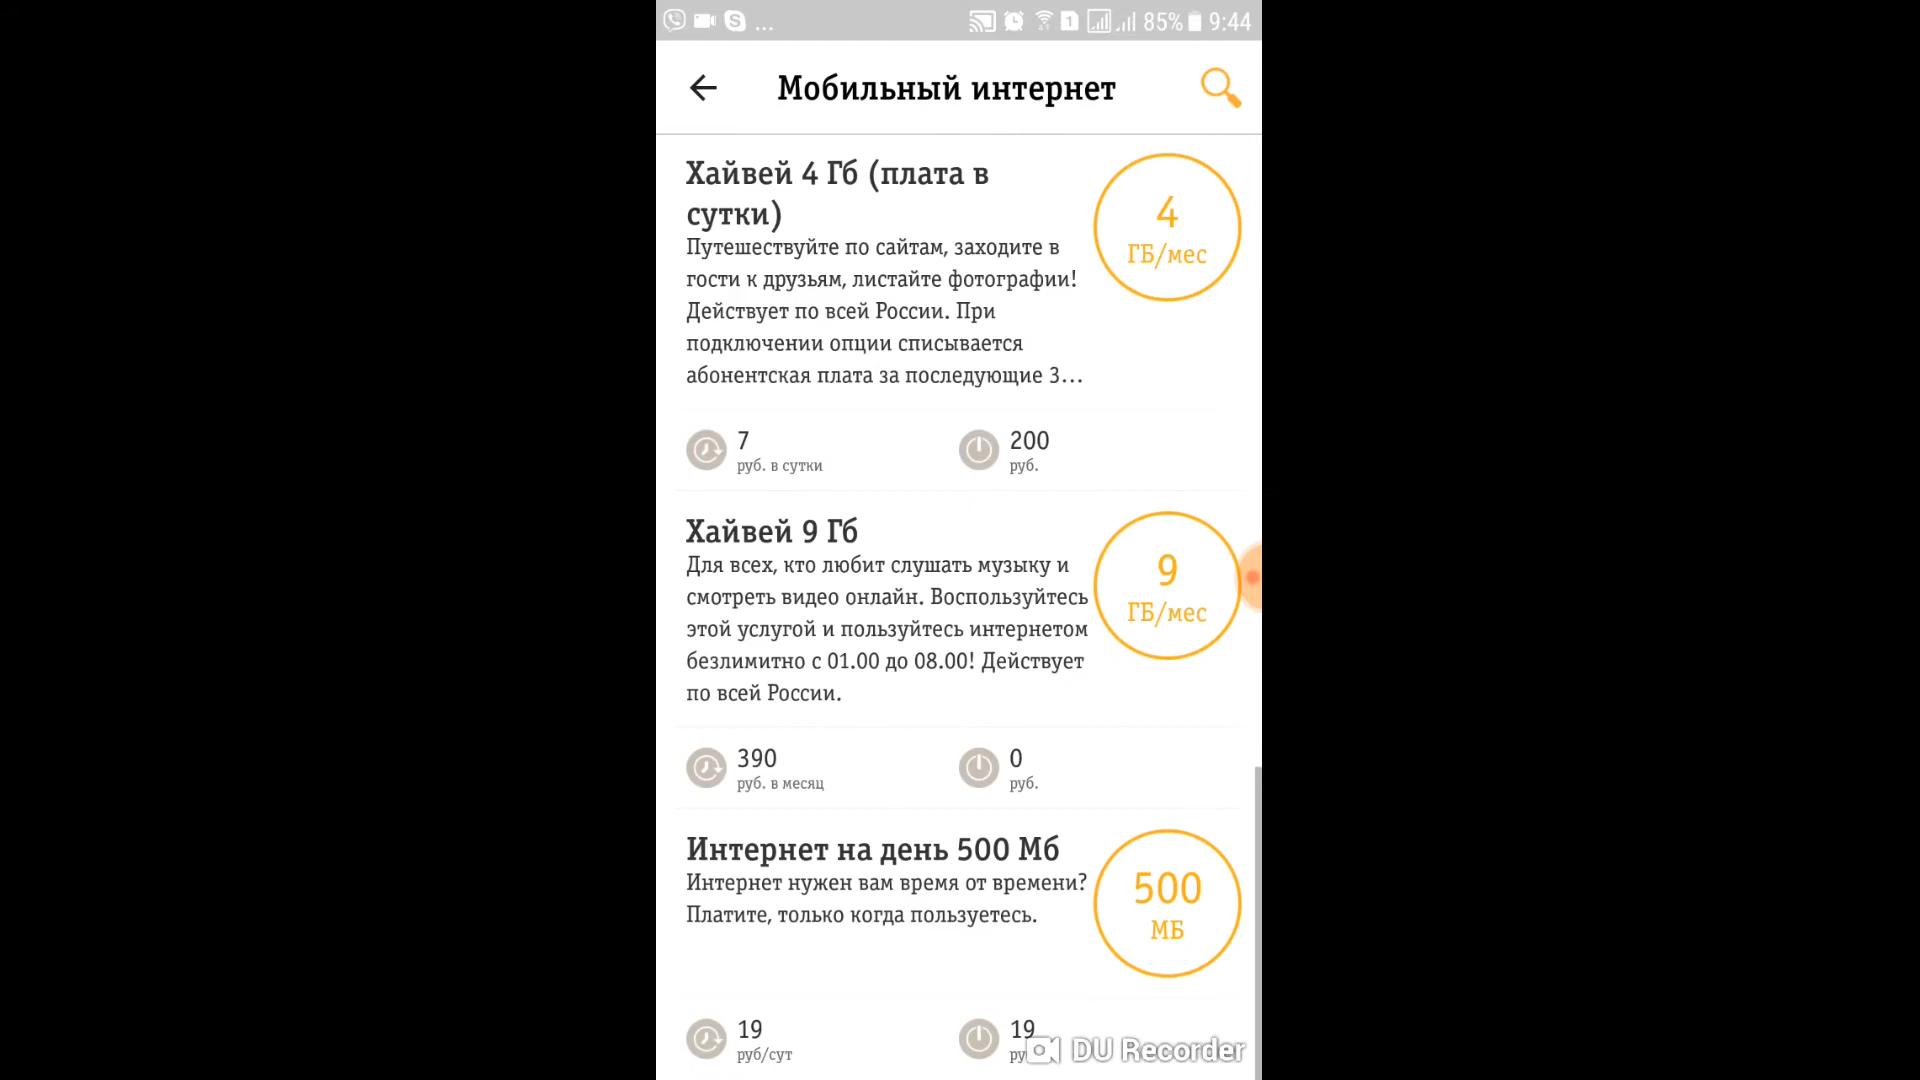 ... 1 85% 9:44
Мобильный интернет
Хайвей 4 Гб (плата в
сутки)
Путешествуйте по сайтам, заходите в
гости к друзьям, листайте фотографии!
Действует по всей России. При
подключении опции списывается
абонентская плата за последующие 3...
4
ГБ/мес
7
руб. в сутки
200
руб.
Хайвей 9 Гб
Для всех, кто любит слушать музыку и
смотреть видео онлайн. Воспользуйтесь
этой услугой и пользуйтесь интернетом
безлимитно с 01.00 до 08.00! Действует
по всей России.
9
ГБ/мес
390
руб. в месяц
0
руб.
Интернет на день 500 Мб
Интернет нужен вам время от времени?
Платите, только когда пользуетесь.
500
МБ
19
руб/сут
19
DU Recorder